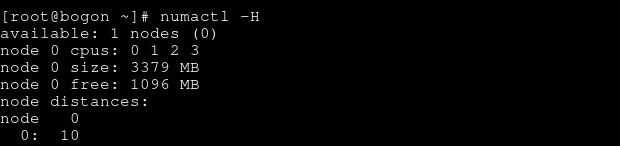 [root@bogon ~]# numactl -H
available: 1 nodes (0)
node 0 cpus: 0 1 2 3
node 0 size: 3379 MB
node 0 free: 1096 MB
node distances:
node   0
  0:  10